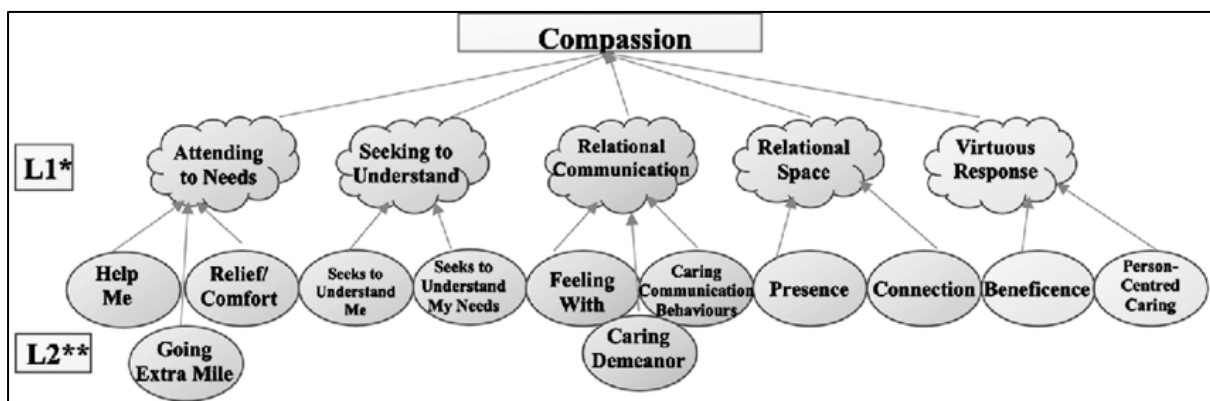 Compassion
L1*
Attending
to Needs
Seeking to
Understand
Relational
Communication
Relational
Space
Virtuous
Response
Help
Me
Relief/
Comfort
Seeks to
Understand
Me
Seeks to
Understand
My Needs
Feeling
With
Caring
Communication
Behaviours
Presence
Connection
Beneficence
Person-
Centred
Caring
L2**
Going
Extra Mile
Caring
Demeanor